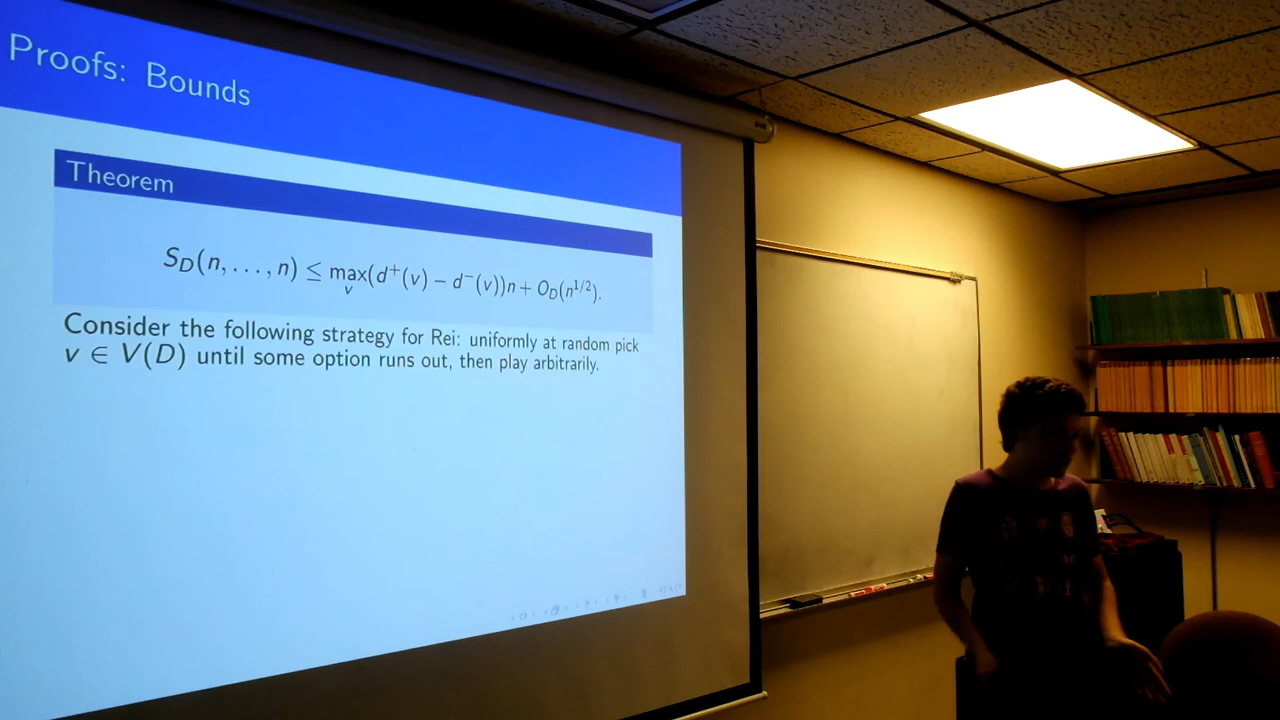 Proofs: Bounds
Theorem
S_D(n, …, n) ≤ max_v(d⁺(v) − d⁻(v))n + O_D(n^{1/2}).
Consider the following strategy for Rei: uniformly at random pick
v ∈ V(D) until some option runs out, then play arbitrarily.